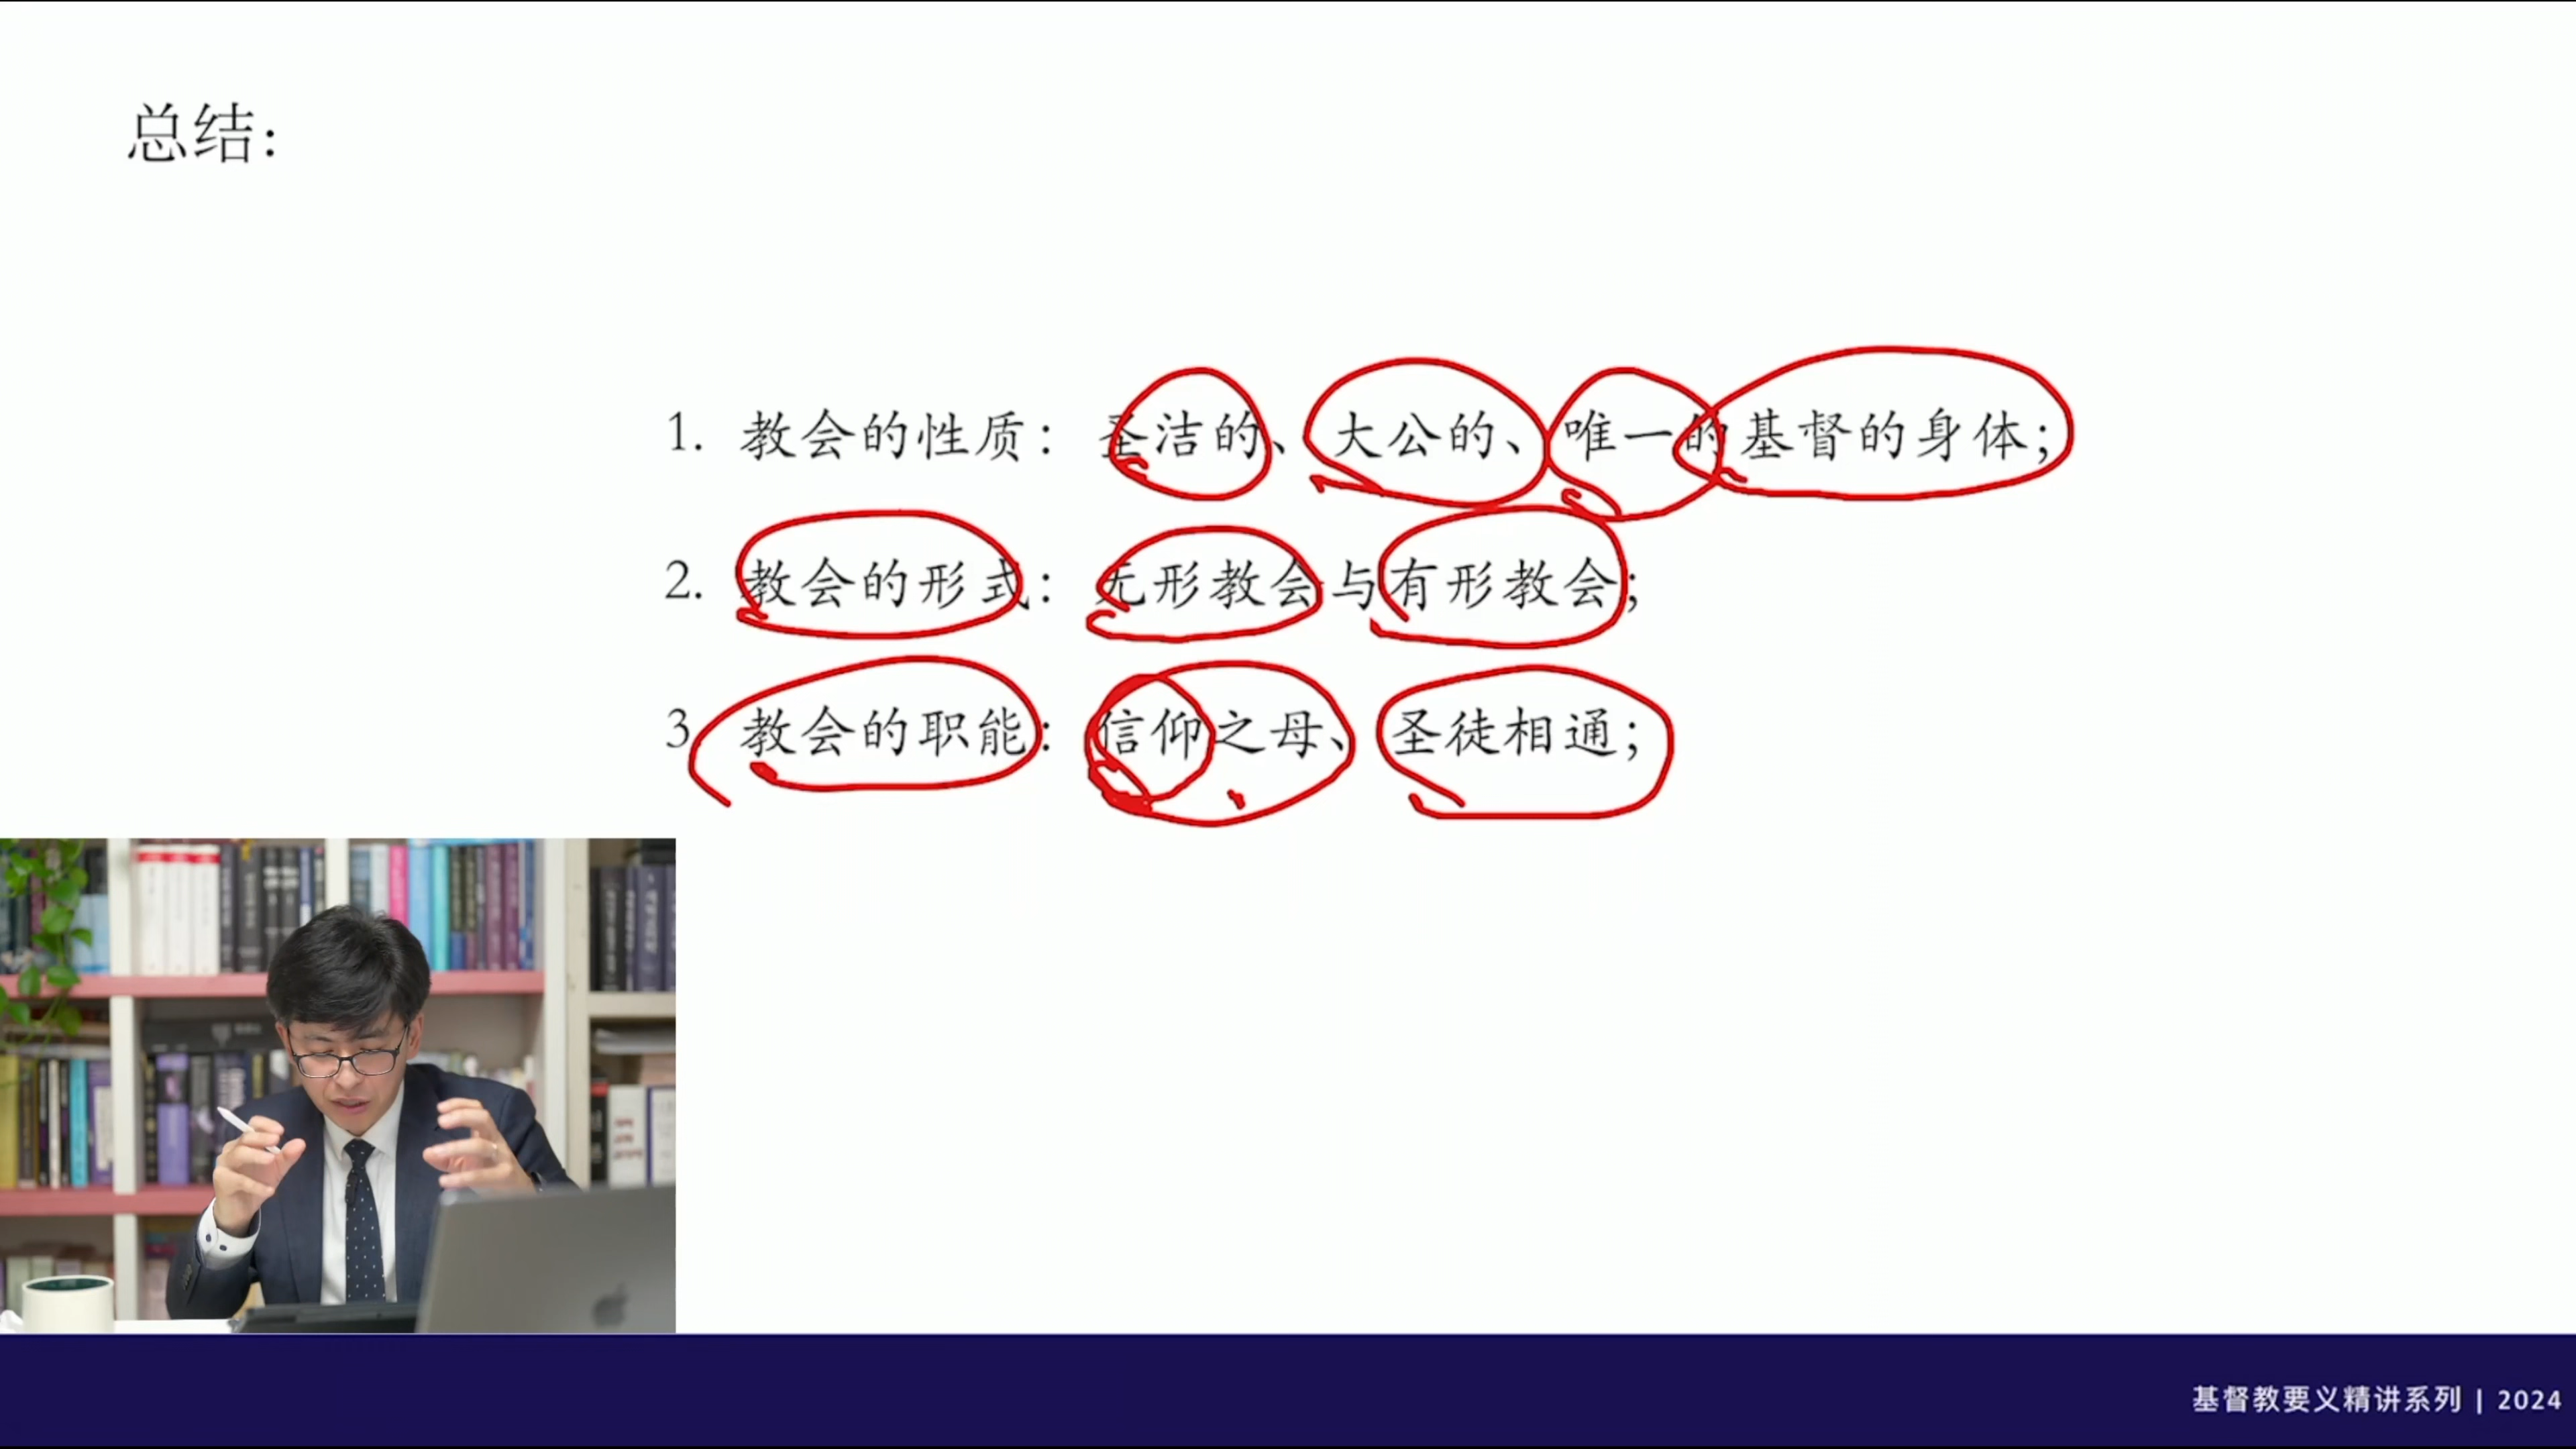 总结：
1. 教会的性质： 圣洁的、 大公的、 唯一的基督的身体；
2. 教会的形式： 无形教会与有形教会；
3. 教会的职能： 信仰之母、 圣徒相通；
基督教要义精讲系列 | 2024